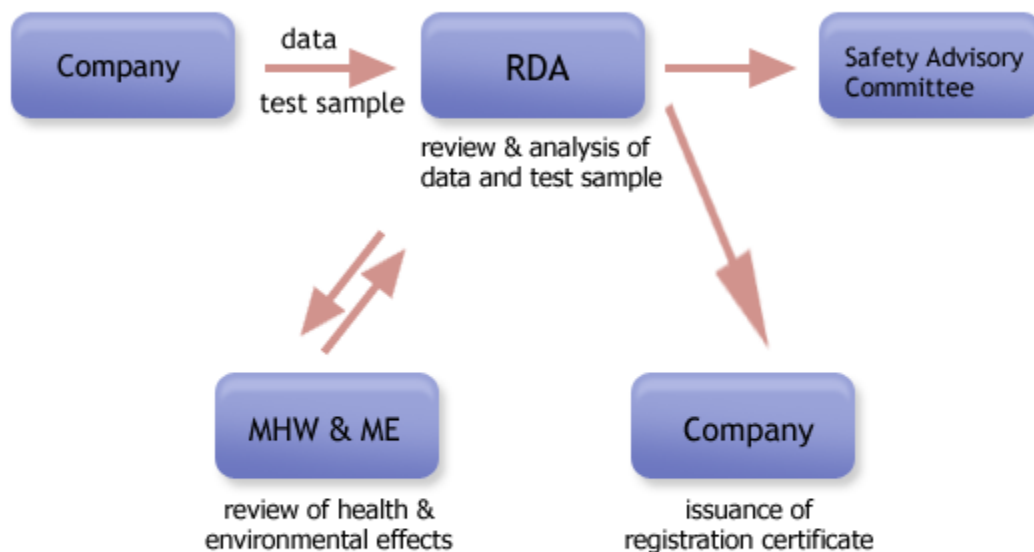 Company
data
test sample
RDA
review & analysis of
data and test sample
Safety Advisory
Committee
MHW & ME
review of health &
environmental effects
Company
issuance of
registration certificate